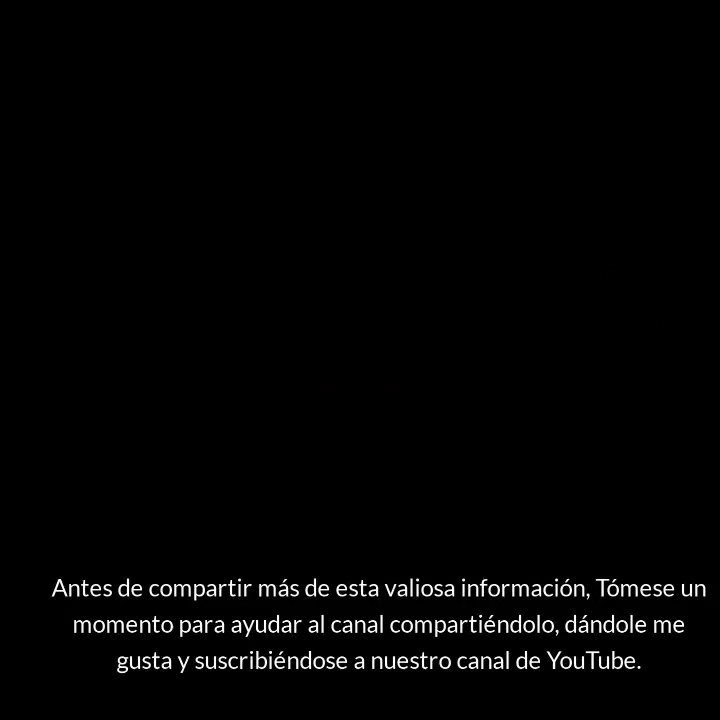 Antes de compartir más de esta valiosa información, Tómese un
momento para ayudar al canal compartiéndolo, dándole me
gusta y suscribiéndose a nuestro canal de YouTube.